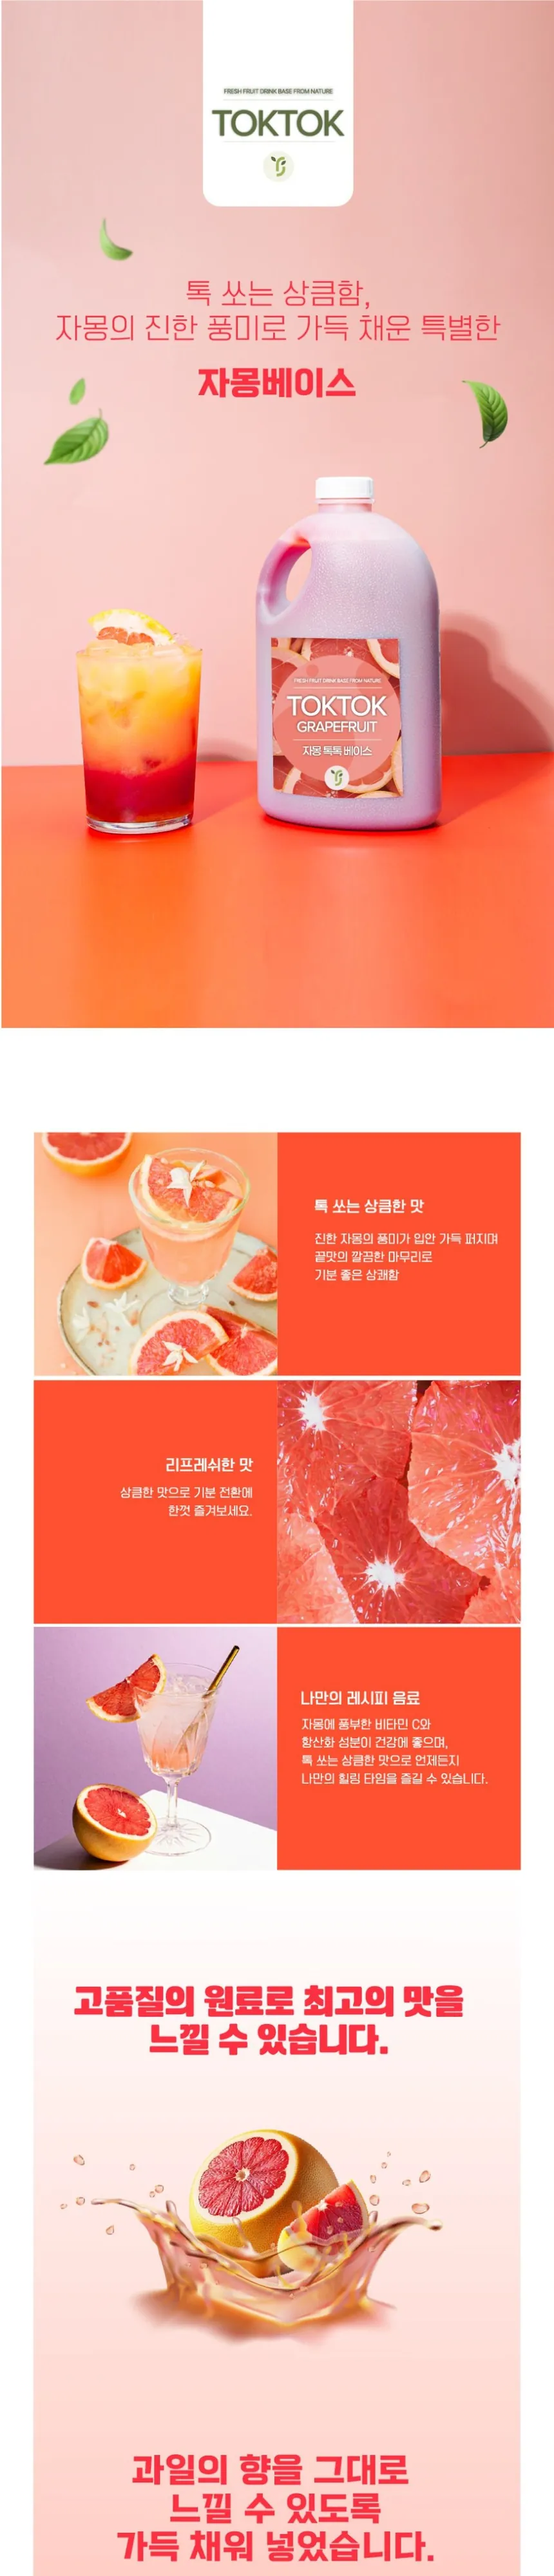 FRESH FRUIT DRINK BASE FROM NATURE
TOKTOK
톡 쏘는 상큼함,
자몽의 진한 풍미로 가득 채운 특별한
자몽베이스
FRESH FRUIT DRINK BASE FROM NATURE
TOKTOK
GRAPEFRUIT
자몽 톡톡 베이스
톡 쏘는 상큼한 맛
진한 자몽의 풍미가 입안 가득 퍼지며
끝맛의 깔끔한 마무리로
기분 좋은 상쾌함
리프레쉬한 맛
상큼한 맛으로 기분 전환에
한껏 즐겨보세요.
나만의 레시피 음료
자몽에 풍부한 비타민 C와
항산화 성분이 건강에 좋으며,
톡 쏘는 상큼한 맛으로 언제든지
나만의 힐링 타임을 즐길 수 있습니다.
고품질의 원료로 최고의 맛을
느낄 수 있습니다.
과일의 향을 그대로
느낄 수 있도록
가득 채워 넣었습니다.